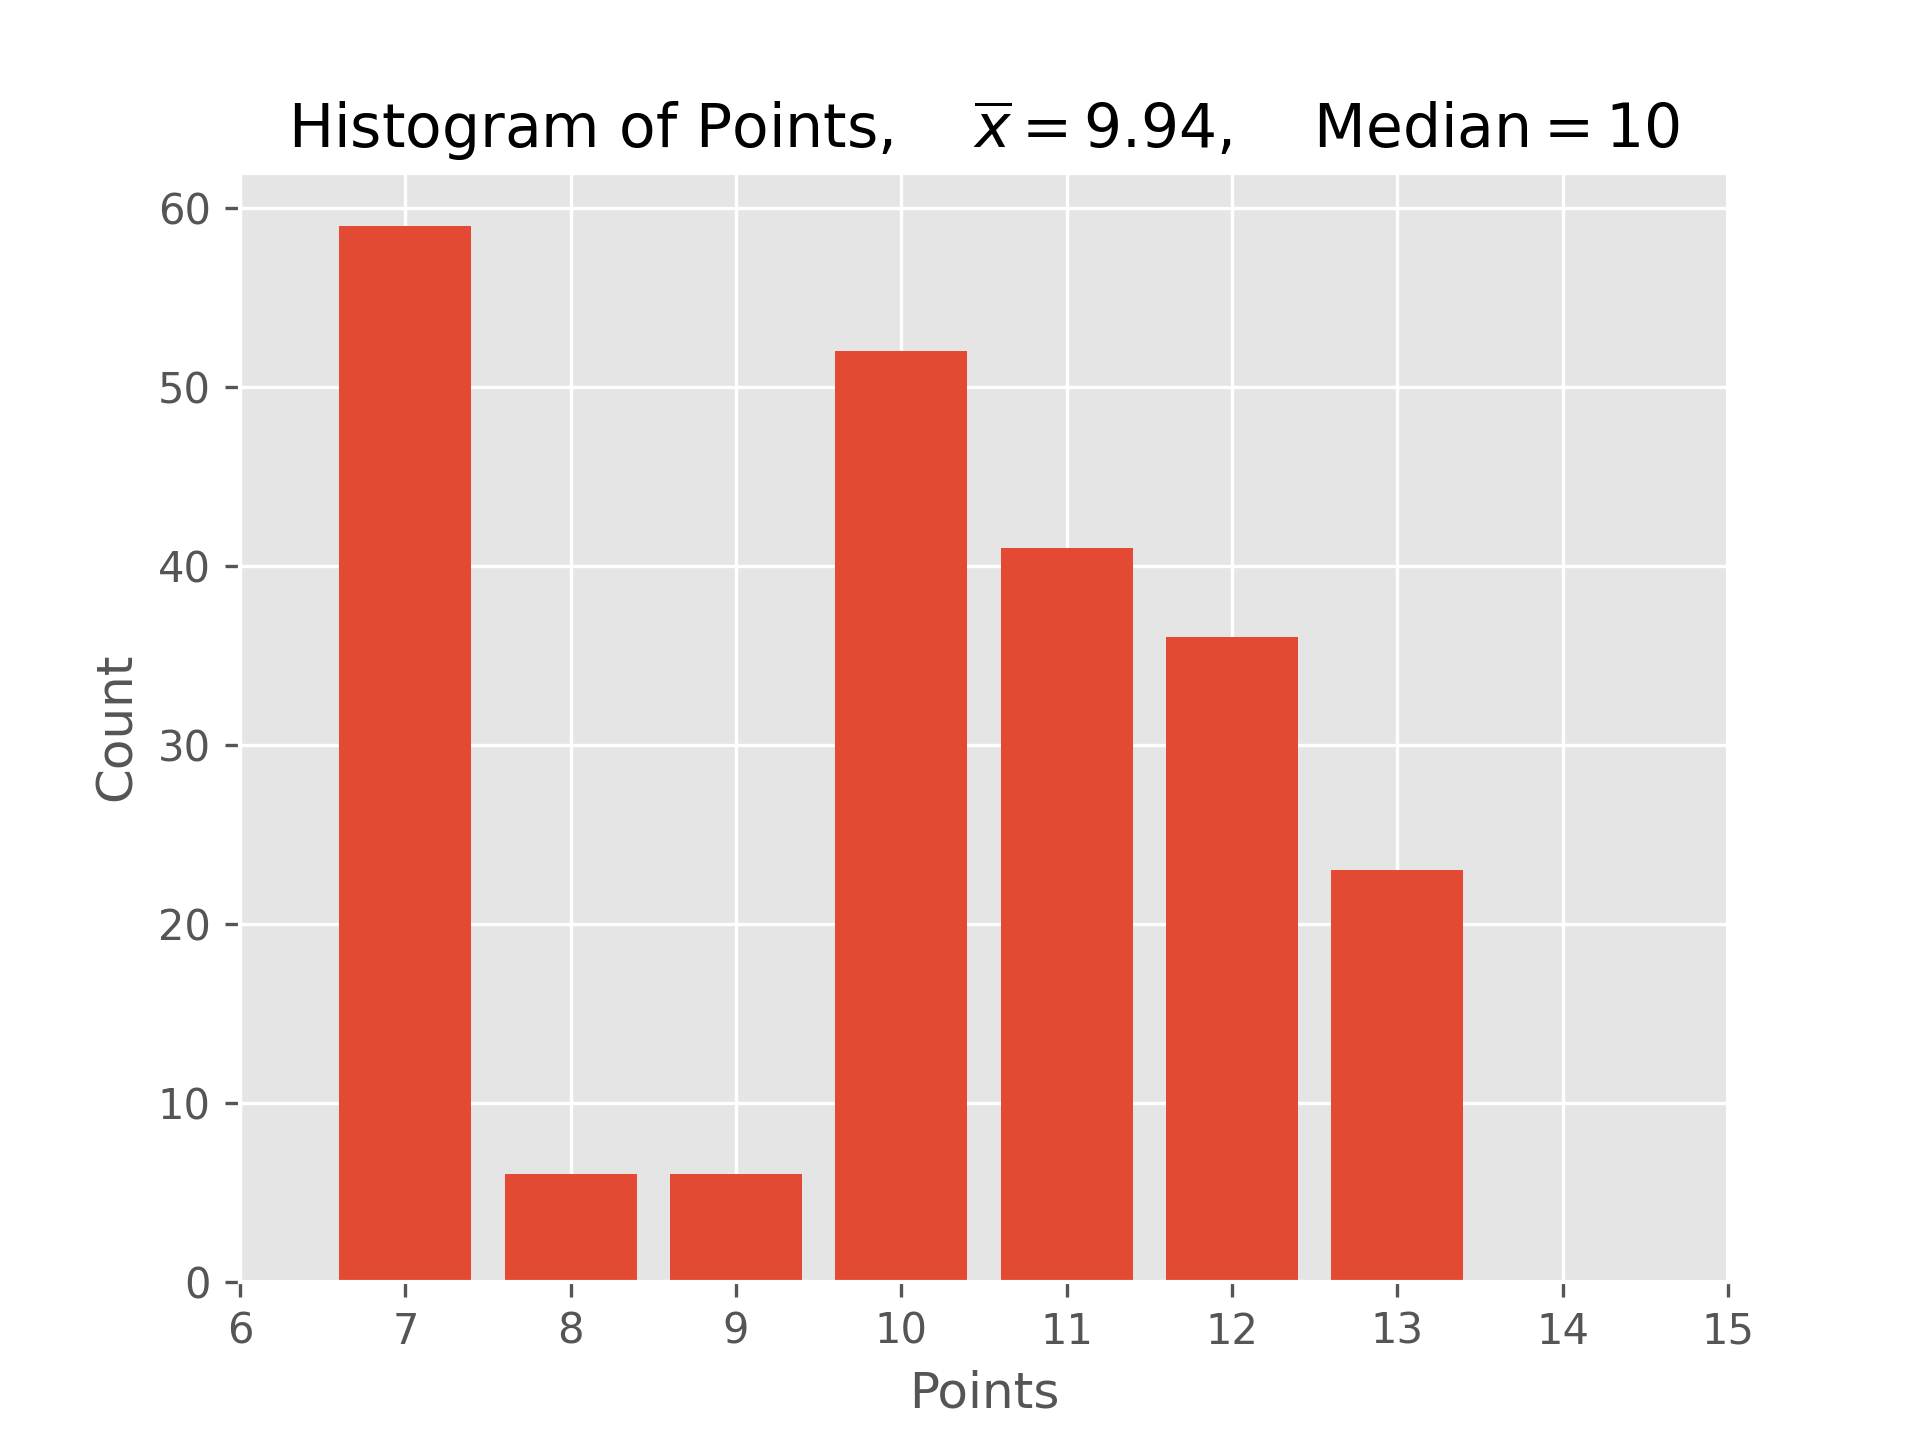 Histogram of Points, x̅ = 9.94, Median = 10
60
50
40
30
20
10
0
Count
6 7 8 9 10 11 12 13 14 15
Points